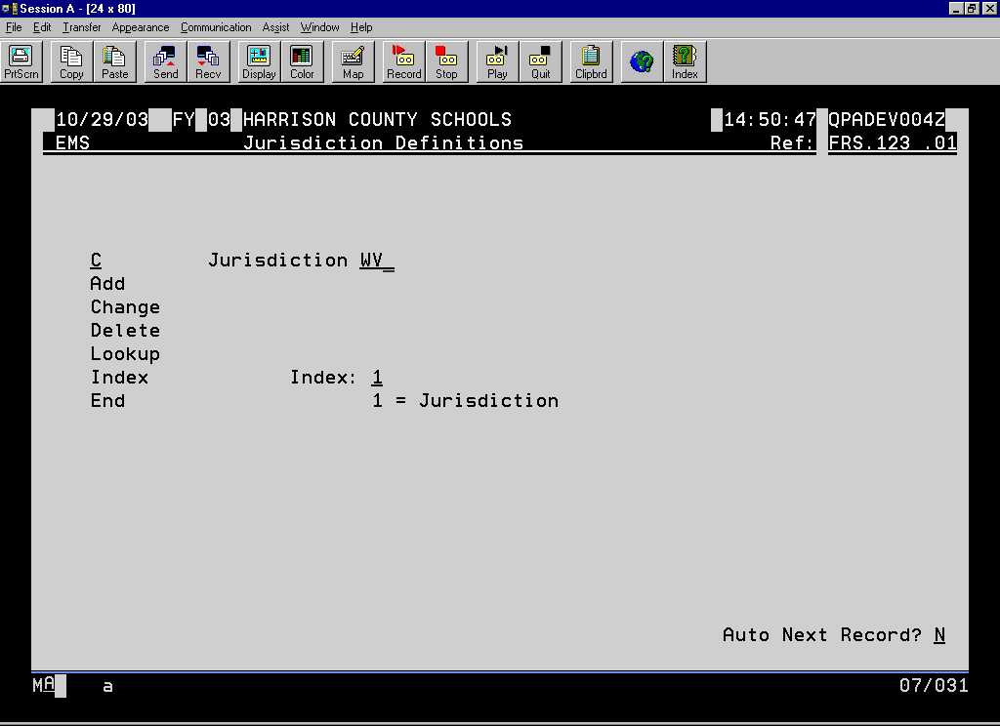 Session A - [24 x 80]
File Edit Transfer Appearance Communication Assist Window Help
PrtScrn Copy Paste Send Recv Display Color Map Record Stop Play Quit Clipbrd Index
10/29/03 FY 03 HARRISON COUNTY SCHOOLS 14:50:47 QPADEV004Z
EMS Jurisdiction Definitions Ref: FRS.123 .01
C Jurisdiction WV_
Add
Change
Delete
Lookup
Index Index: 1
End 1 = Jurisdiction
Auto Next Record? N
MA a 07/031